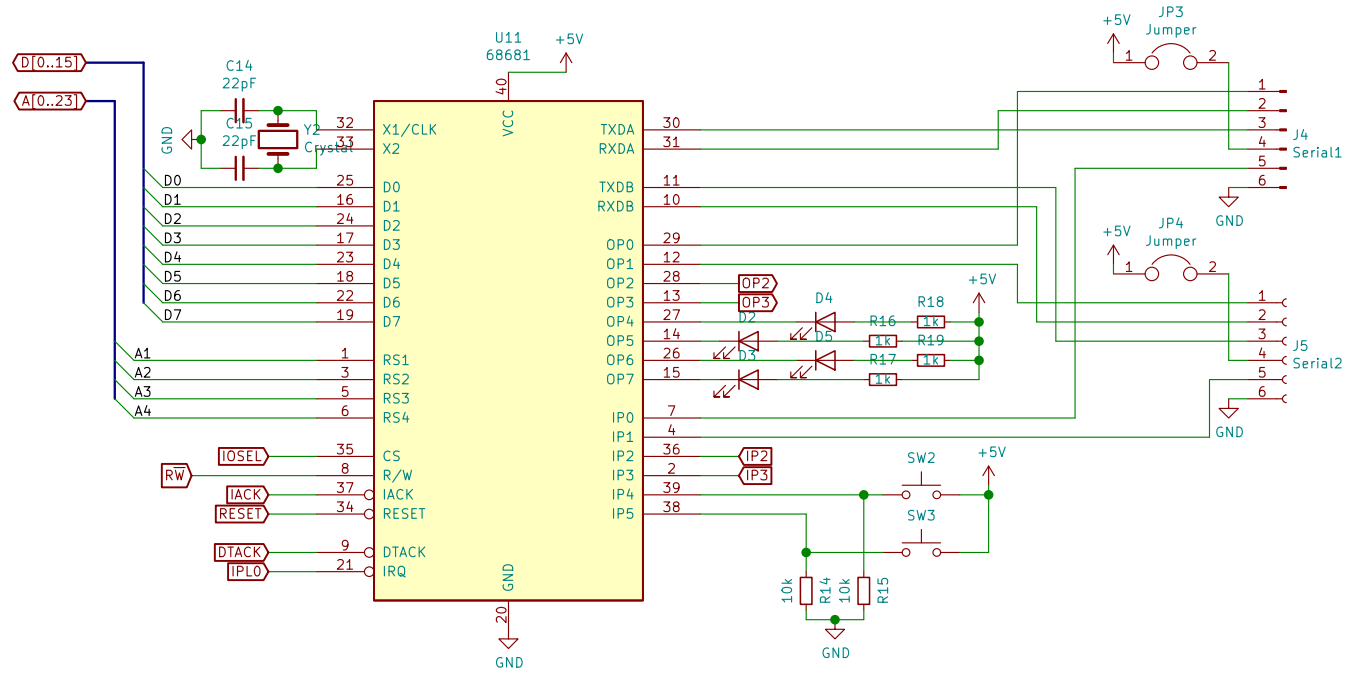 D[0..15]
A[0..23]
C14
22pF
C15
22pF
GND
Y2
Crystal
U11
68681
+5V
40
VCC
32 X1/CLK
33 X2
D0 25 D0
D1 16 D1
D2 24 D2
D3 17 D3
D4 23 D4
D5 18 D5
D6 22 D6
D7 19 D7
A1 1 RS1
A2 3 RS2
A3 5 RS3
A4 6 RS4
IOSEL 35 CS
RW 8 R/W
IACK 37 IACK
RESET 34 RESET
DTACK 9 DTACK
IPL0 21 IRQ
GND
20
GND
TXDA 30
RXDA 31
TXDB 11
RXDB 10
OP0 29
OP1 12
OP2 28 OP2
OP3 13 OP3
OP4 27
OP5 14
OP6 26
OP7 15
IP0 7
IP1 4
IP2 36 IP2
IP3 2 IP3
IP4 39
IP5 38
D4
D2
D5
D3
R18
1k
R16
1k
R19
1k
R17
1k
+5V
SW2
SW3
+5V
10k
R14
10k
R15
GND
JP3
Jumper
+5V
1
2
1
2
3
4
5
6
J4
Serial1
GND
JP4
Jumper
+5V
1
2
1
2
3
4
5
6
J5
Serial2
GND